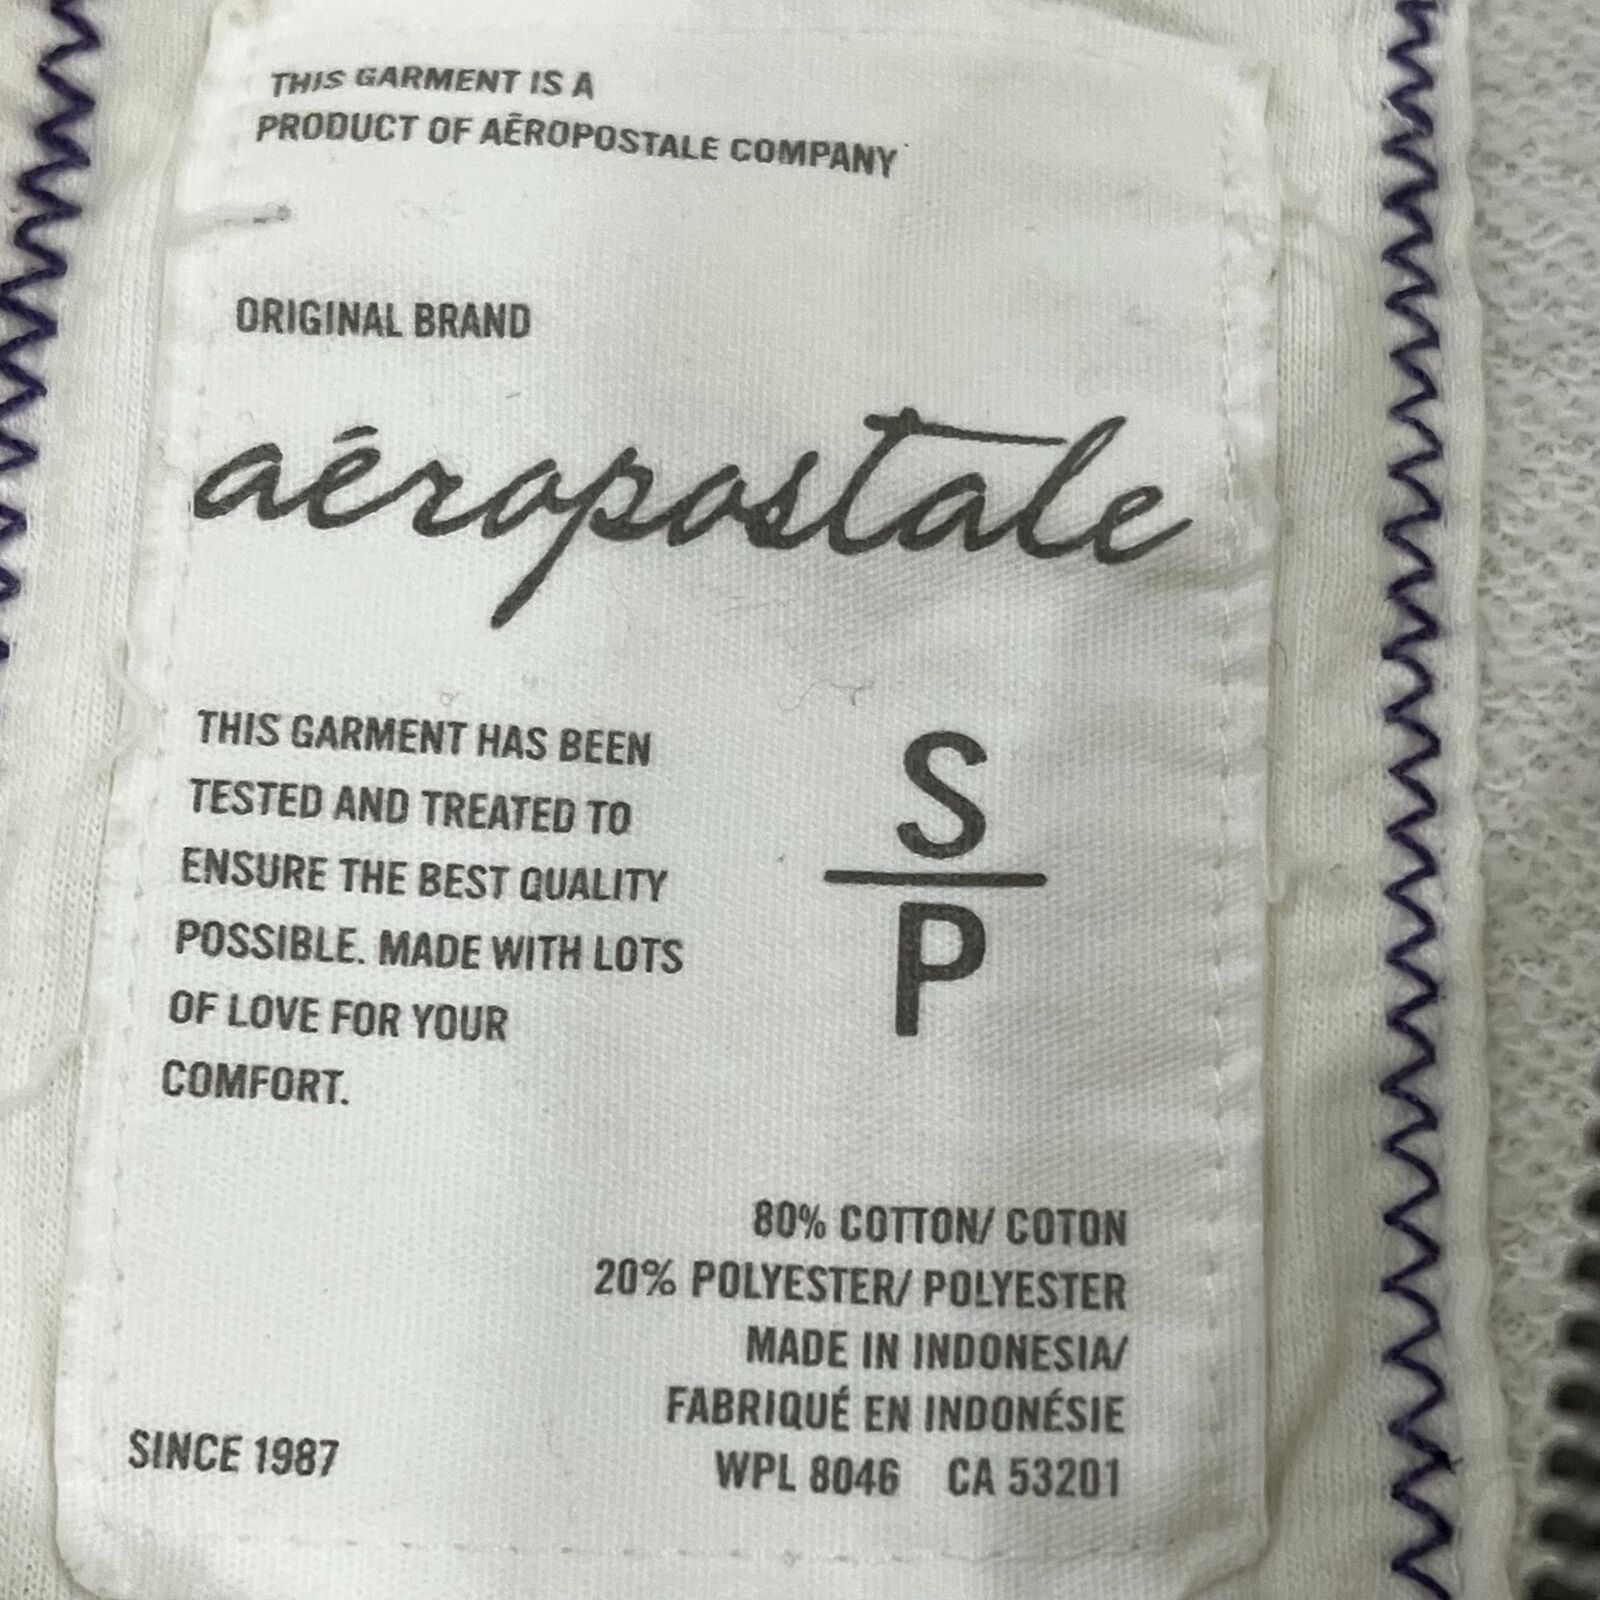 THIS GARMENT IS A
PRODUCT OF AÉROPOSTALE COMPANY
ORIGINAL BRAND
aéropostale
THIS GARMENT HAS BEEN
TESTED AND TREATED TO
ENSURE THE BEST QUALITY
POSSIBLE. MADE WITH LOTS
OF LOVE FOR YOUR
COMFORT.
S
P
80% COTTON/ COTON
20% POLYESTER/ POLYESTER
MADE IN INDONESIA/
FABRIQUÉ EN INDONÉSIE
WPL 8046 CA 53201
SINCE 1987